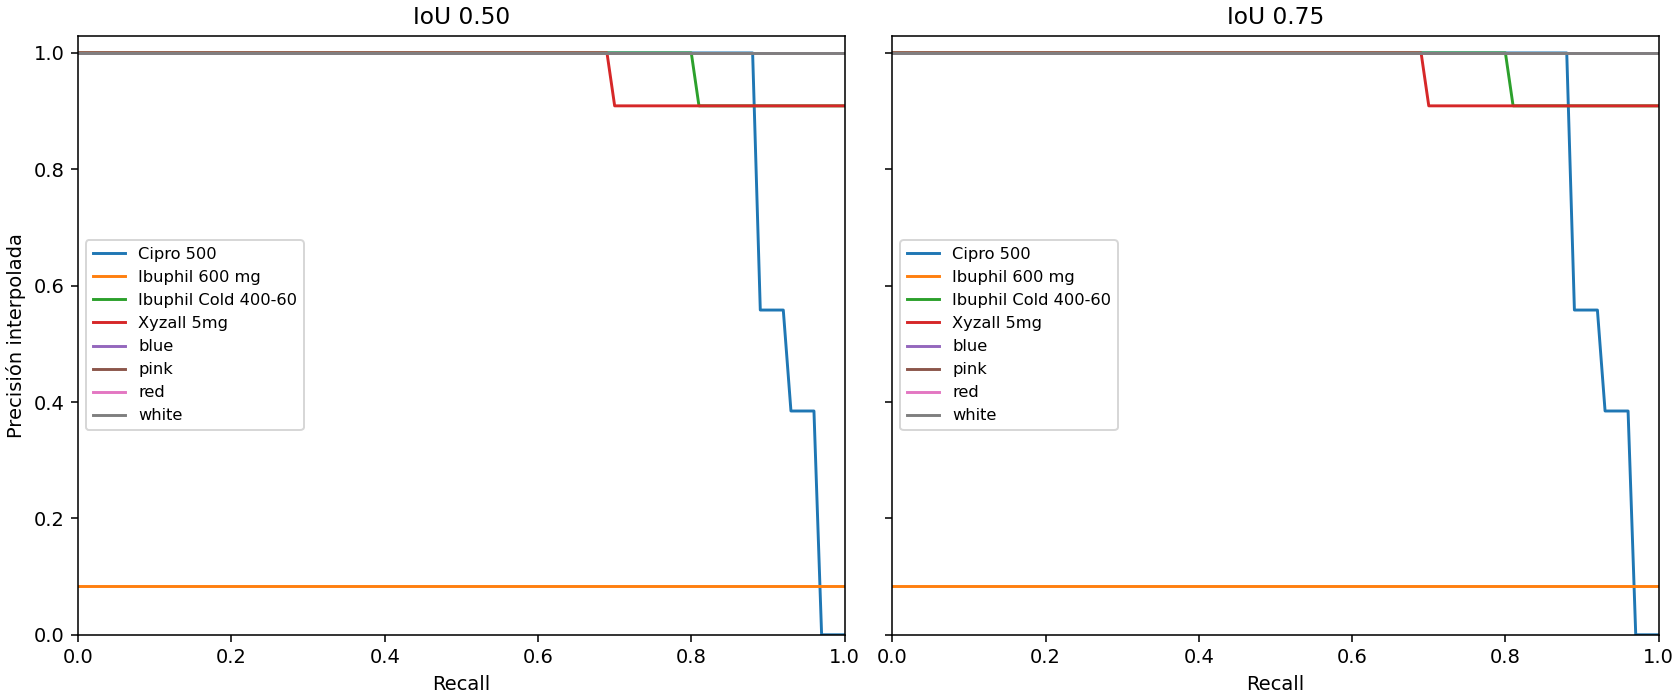 IoU 0.50
1.0
0.8
0.6
0.4
0.2
0.0
Precisión interpolada
Cipro 500
Ibuphil 600 mg
Ibuphil Cold 400-60
Xyzall 5mg
blue
pink
red
white
0.0 0.2 0.4 0.6 0.8 1.0
Recall
IoU 0.75
Cipro 500
Ibuphil 600 mg
Ibuphil Cold 400-60
Xyzall 5mg
blue
pink
red
white
0.0 0.2 0.4 0.6 0.8 1.0
Recall